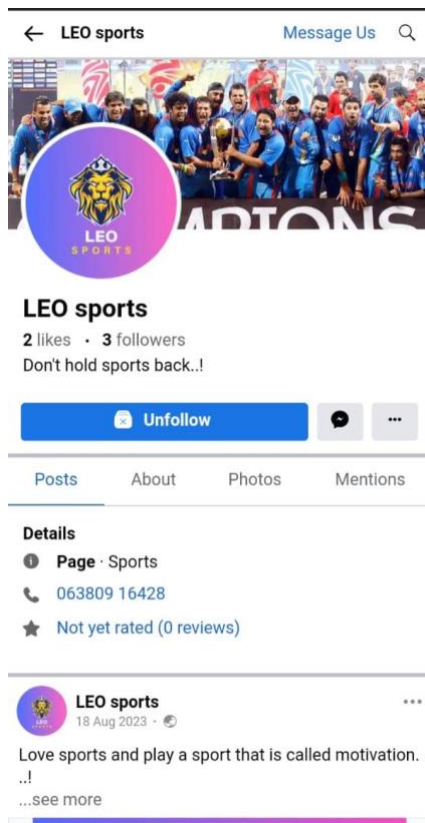 LEO sports
Message Us
LEO
SPORTS
LEO sports
2 likes · 3 followers
Don't hold sports back..!
Unfollow
Posts About Photos Mentions
Details
Page · Sports
063809 16428
Not yet rated (0 reviews)
LEO sports
18 Aug 2023 ·
Love sports and play a sport that is called motivation.
..!
...see more